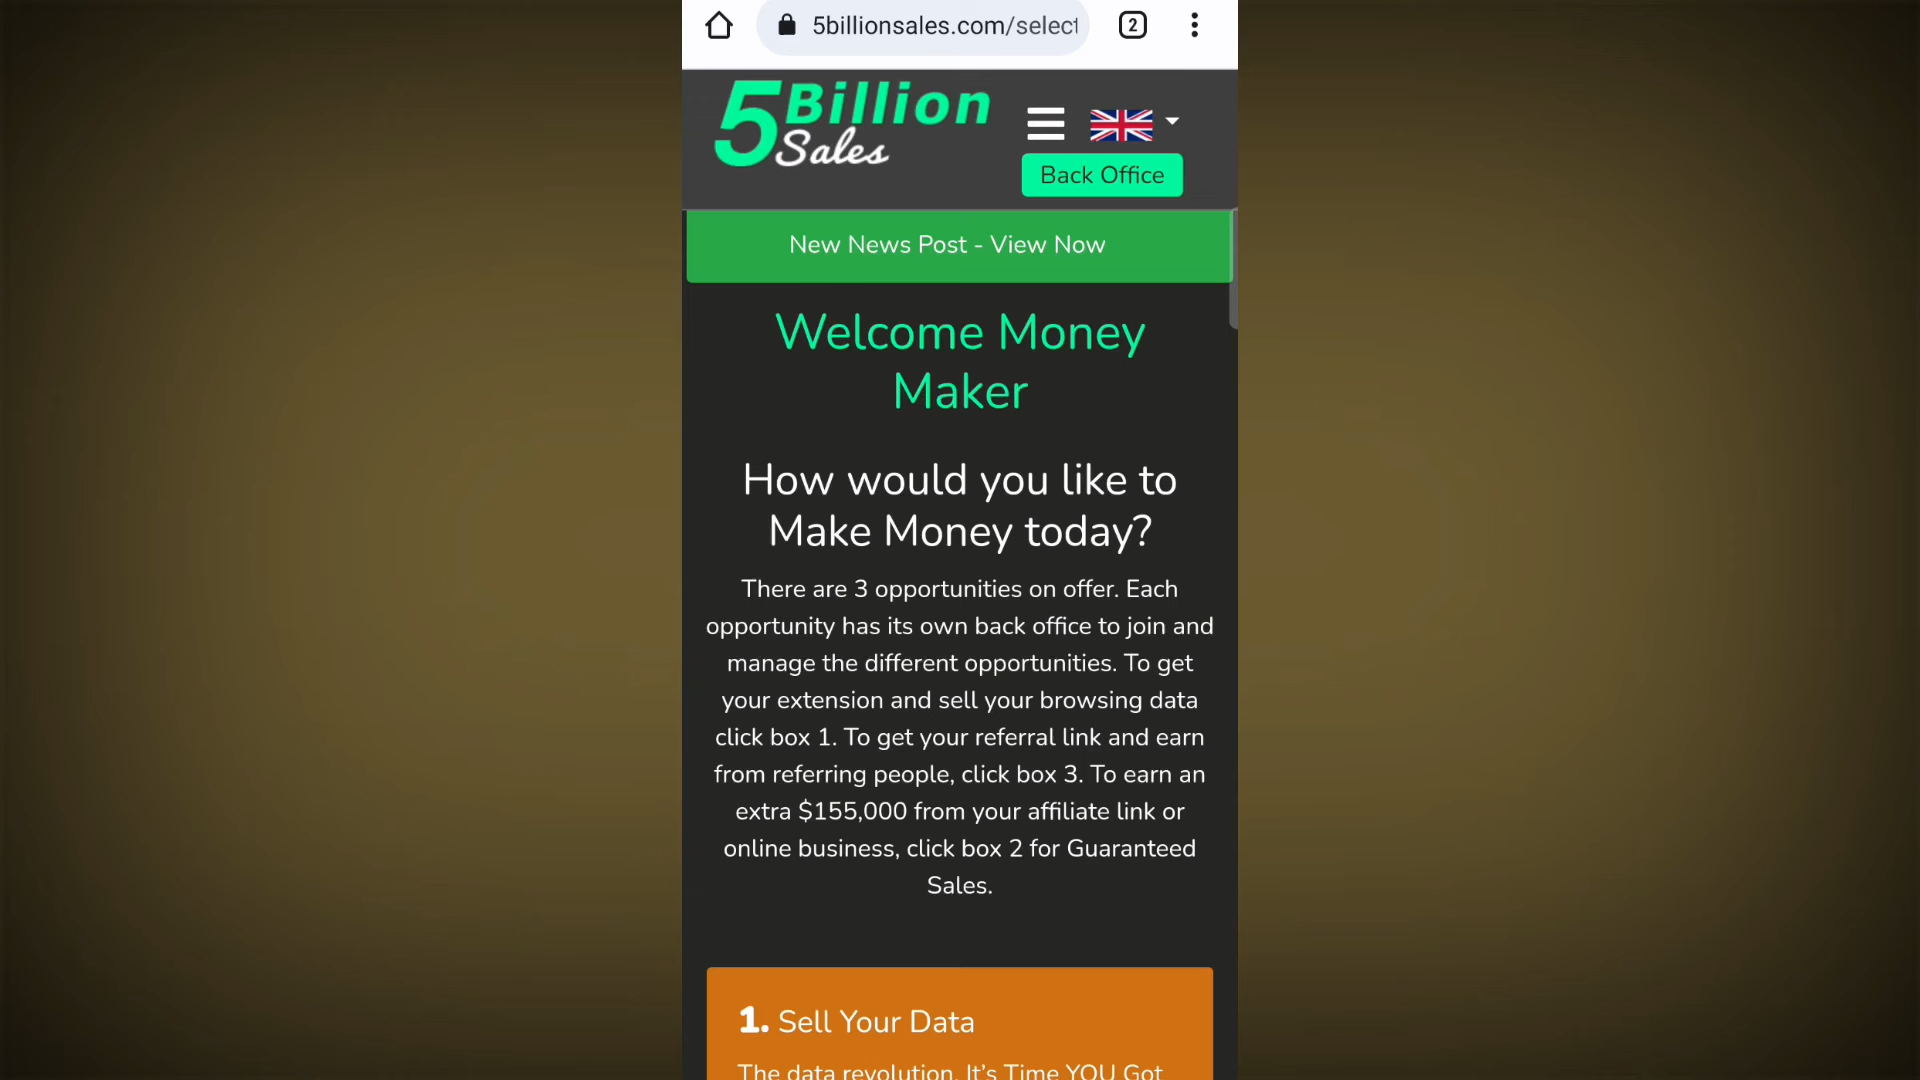 5billionsales.com/select
2
5 Billion
Sales
Back Office
New News Post - View Now
Welcome Money
Maker
How would you like to
Make Money today?
There are 3 opportunities on offer. Each
opportunity has its own back office to join and
manage the different opportunities. To get
your extension and sell your browsing data
click box 1. To get your referral link and earn
from referring people, click box 3. To earn an
extra $155,000 from your affiliate link or
online business, click box 2 for Guaranteed
Sales.
1. Sell Your Data
The data revolution. It's Time YOU Got